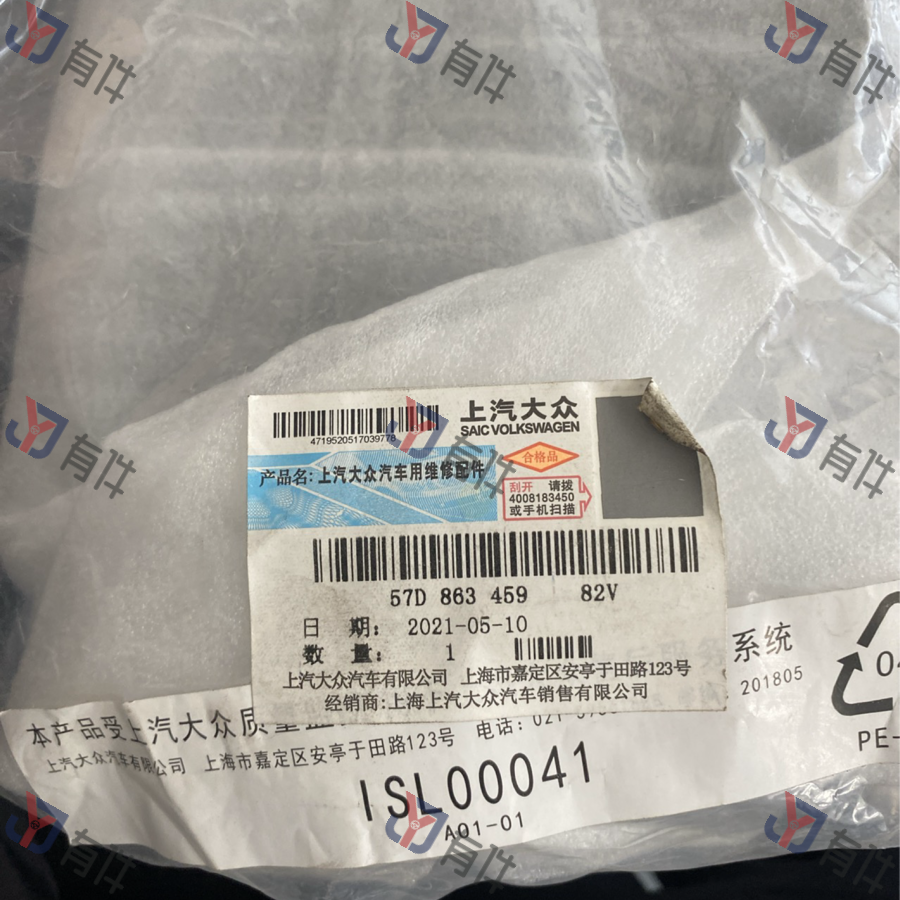 上汽大众
SAIC VOLKSWAGEN
4719520517039778
产品名: 上汽大众汽车用维修配件
合格品
刮开 请拨
4008183450
或手机扫描
57D 863 459 82V
日 期: 2021-05-10
数 量: 1
上汽大众汽车有限公司 上海市嘉定区安亭于田路123号
经销商:上海上汽大众汽车销售有限公司
系统
本产品受上汽大众质量
上汽大众汽车有限公司 上海市嘉定区安亭于田路123号 电话: 021- 201805
ISL00041
A01-01
PE-
JYJ 有件